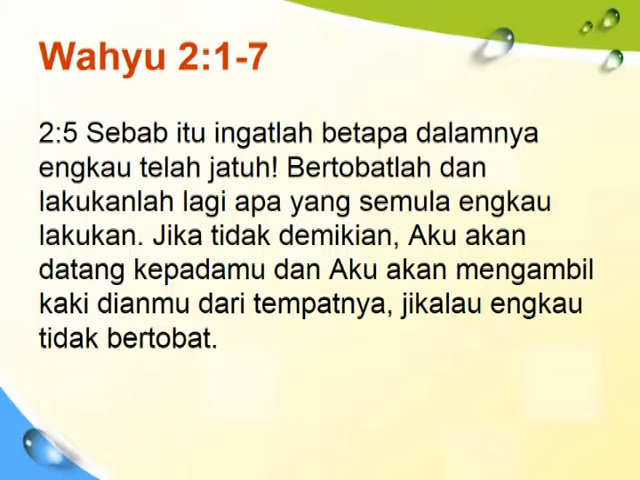 Wahyu 2:1-7
2:5 Sebab itu ingatlah betapa dalamnya
engkau telah jatuh! Bertobatlah dan
lakukanlah lagi apa yang semula engkau
lakukan. Jika tidak demikian, Aku akan
datang kepadamu dan Aku akan mengambil
kaki dianmu dari tempatnya, jikalau engkau
tidak bertobat.